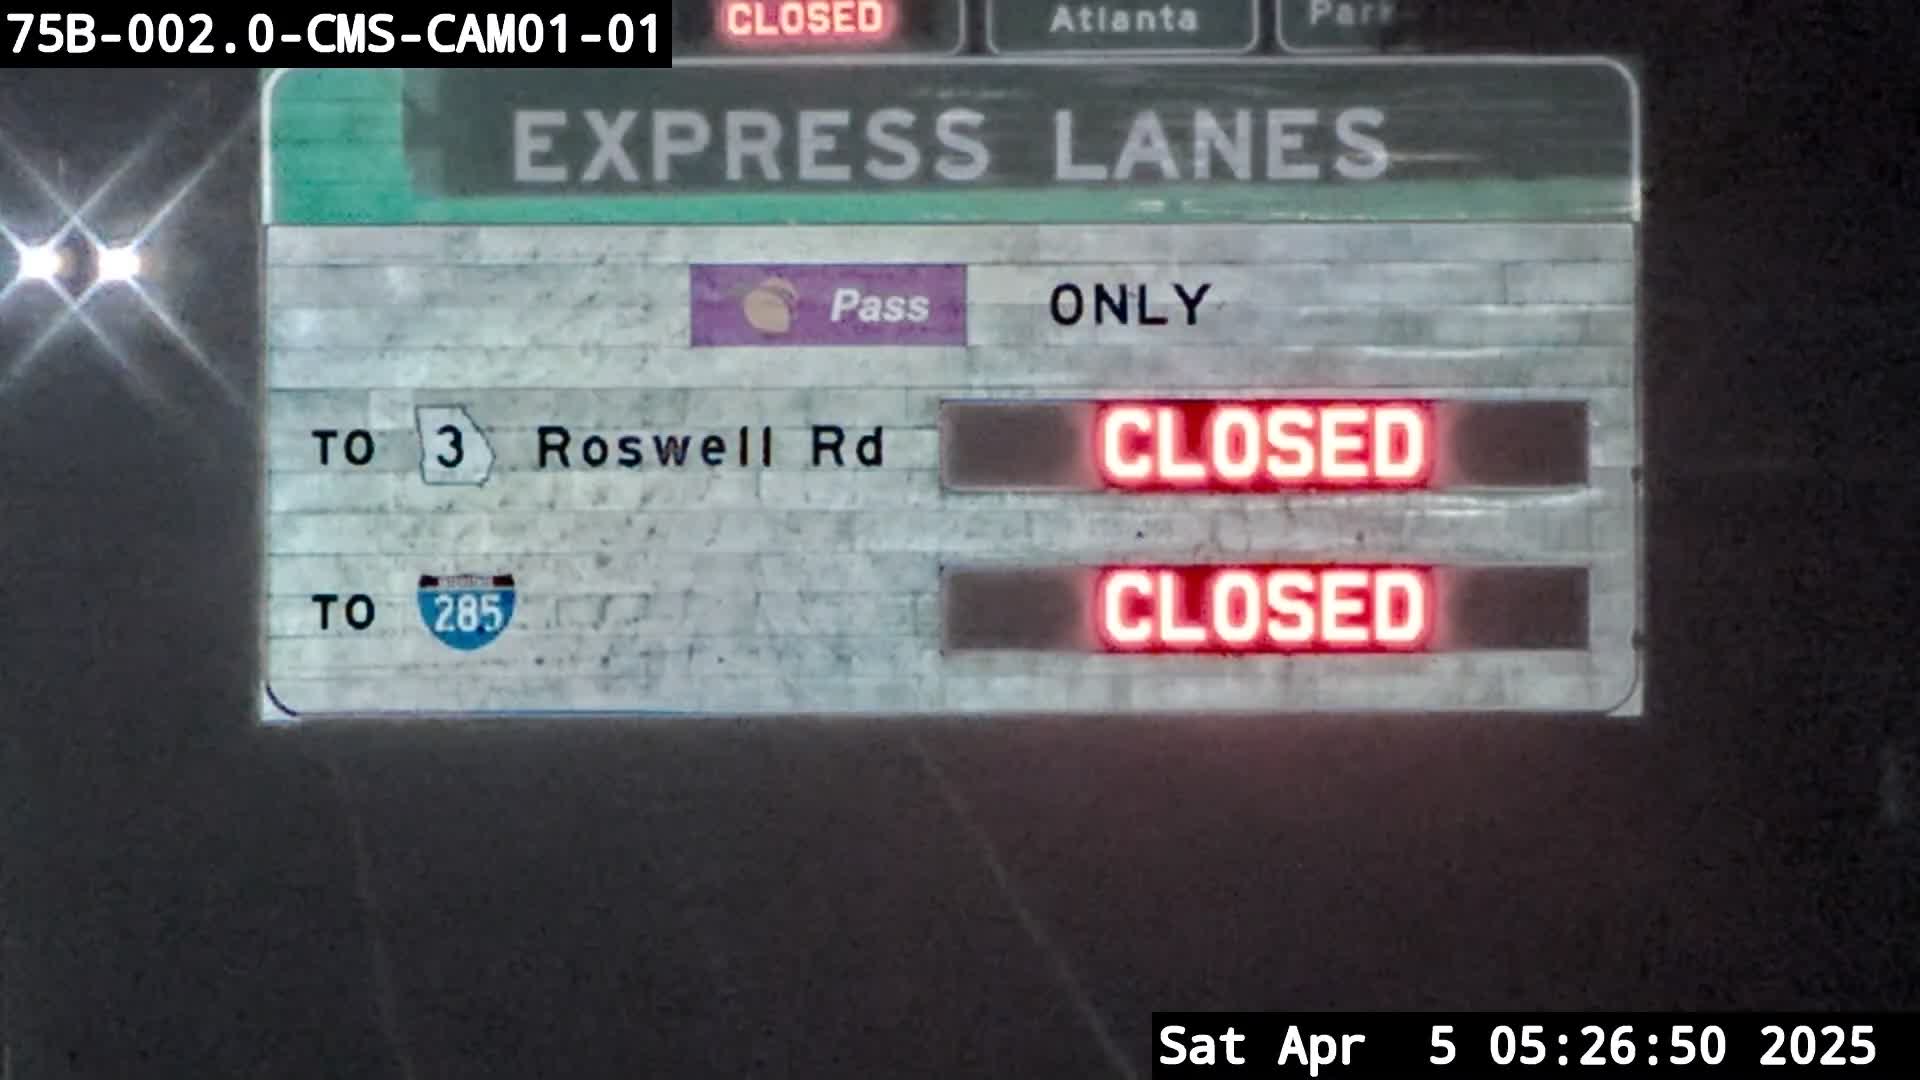 75B-002.0-CMS-CAM01-01
CLOSED
Atlanta
EXPRESS LANES
Pass ONLY
TO 3 Roswell Rd CLOSED
TO 285 CLOSED
Sat Apr 5 05:26:50 2025